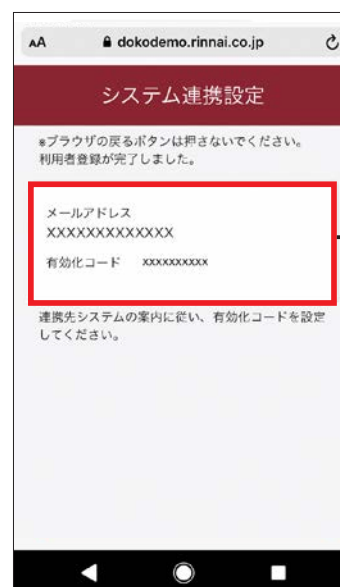 AA dokodemo.rinnai.co.jp
システム連携設定
※ブラウザの戻るボタンは押さないでください。
利用者登録が完了しました。
メールアドレス
XXXXXXXXXXXXX
有効化コード xxxxxxxxxx
連携先システムの案内に従い、有効化コードを設定
してください。